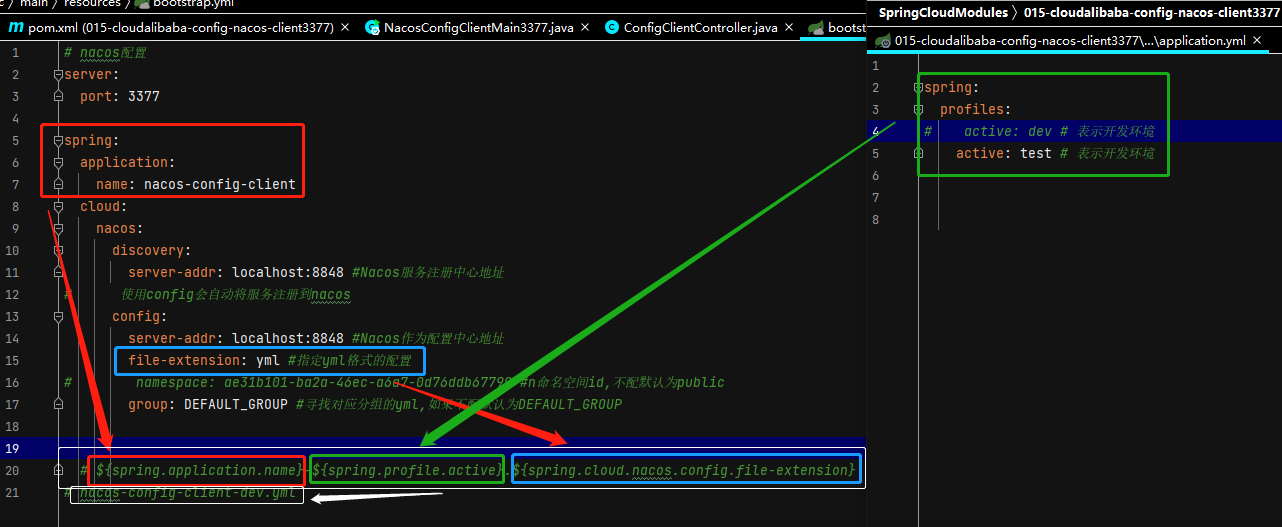 main / resources / bootstrap.yml
pom.xml (015-cloudalibaba-config-nacos-client3377) ×
NacosConfigClientMain3377.java ×
ConfigClientController.java ×
bootst
1 # nacos配置
2 server:
3 port: 3377
4
5 spring:
6 application:
7 name: nacos-config-client
8 cloud:
9 nacos:
10 discovery:
11 server-addr: localhost:8848 #Nacos服务注册中心地址
12 # 使用config会自动将服务注册到nacos
13 config:
14 server-addr: localhost:8848 #Nacos作为配置中心地址
15 file-extension: yml #指定yml格式的配置
16 # namespace: ae31b101-ba2a-46ec-a6a7-0d76ddb67798 #n命名空间id,不配默认为public
17 group: DEFAULT_GROUP #寻找对应分组的yml,如果不配默认为DEFAULT_GROUP
18
19
20 # ${spring.application.name}-${spring.profile.active}.${spring.cloud.nacos.config.file-extension}
21 # nacos-config-client-dev.yml
SpringCloudModules 〉 015-cloudalibaba-config-nacos-client3377
015-cloudalibaba-config-nacos-client3377\...\application.yml ×
1
2 spring:
3 profiles:
4 # active: dev # 表示开发环境
5 active: test # 表示开发环境
6
7
8